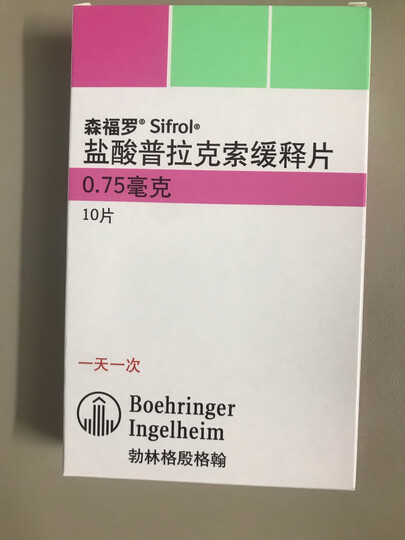 森福罗® Sifrol®
盐酸普拉克索缓释片
0.75毫克
10片
一天一次
Boehringer
Ingelheim
勃林格殷格翰